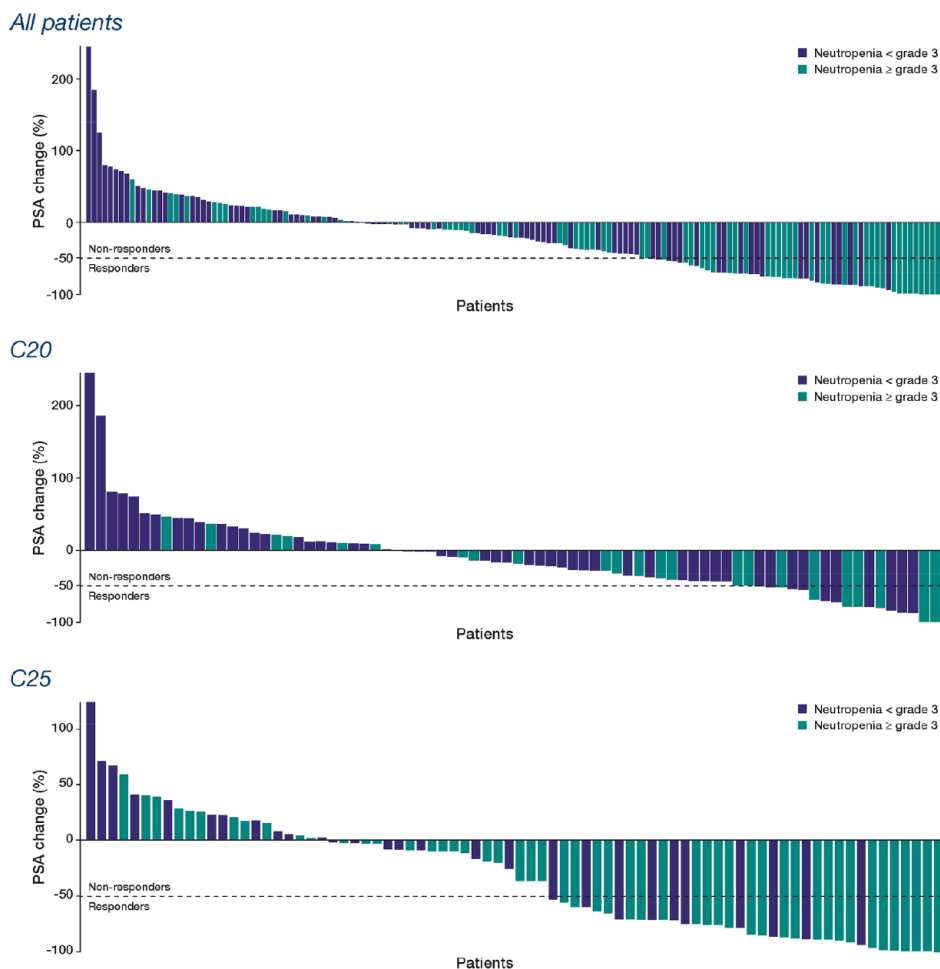 All patients
Neutropenia < grade 3
Neutropenia ≥ grade 3
PSA change (%)
200
100
0
-50
-100
Non-responders
Responders
Patients
C20
Neutropenia < grade 3
Neutropenia ≥ grade 3
PSA change (%)
200
100
0
-50
-100
Non-responders
Responders
Patients
C25
Neutropenia < grade 3
Neutropenia ≥ grade 3
PSA change (%)
100
50
0
-50
-100
Non-responders
Responders
Patients